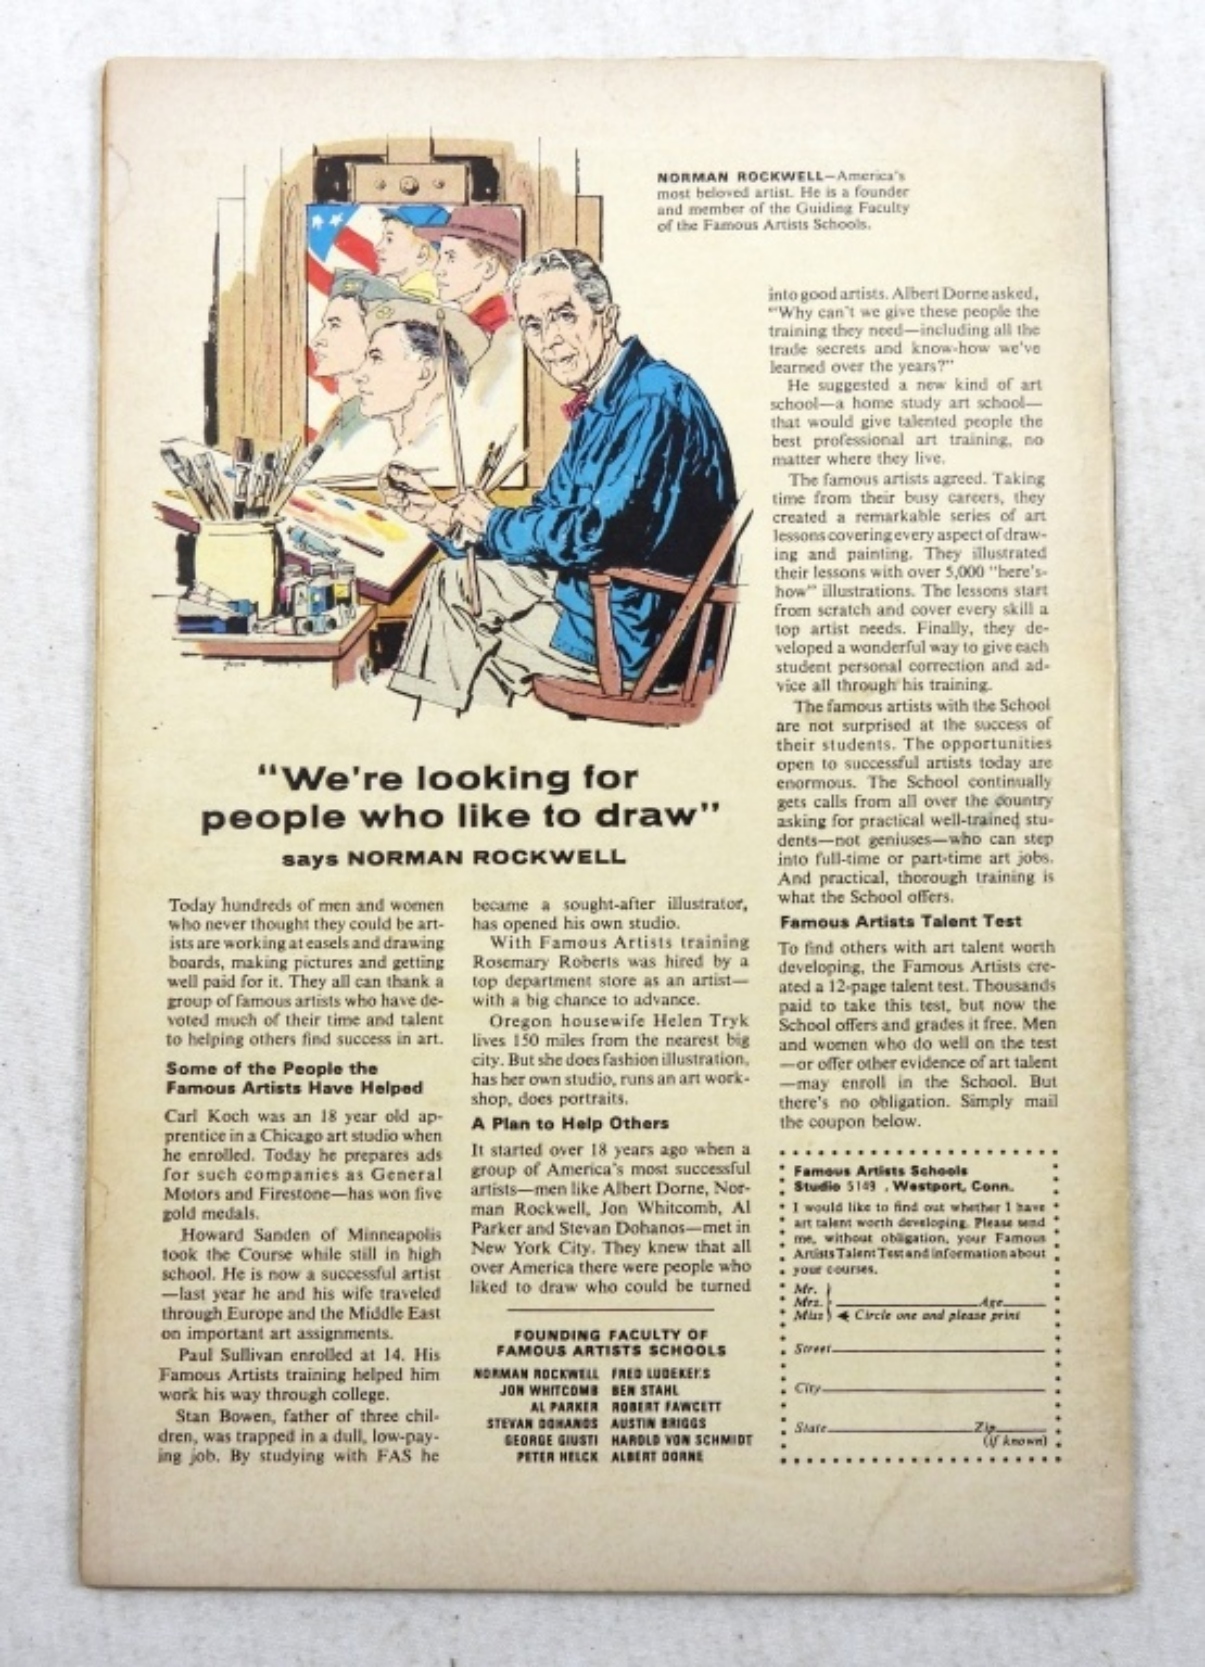 NORMAN ROCKWELL—America's
most beloved artist. He is a founder
and member of the Guiding Faculty
of the Famous Artists Schools.
"We're looking for
people who like to draw"
says NORMAN ROCKWELL
Today hundreds of men and women
who never thought they could be art-
ists are working at easels and drawing
boards, making pictures and getting
well paid for it. They all can thank a
group of famous artists who have de-
voted much of their time and talent
to helping others find success in art.
Some of the People the
Famous Artists Have Helped
Carl Koch was an 18 year old ap-
prentice in a Chicago art studio when
he enrolled. Today he prepares ads
for such companies as General
Motors and Firestone—has won five
gold medals.
Howard Sanden of Minneapolis
took the Course while still in high
school. He is now a successful artist
—last year he and his wife traveled
through Europe and the Middle East
on important art assignments.
Paul Sullivan enrolled at 14. His
Famous Artists training helped him
work his way through college.
Stan Bowen, father of three chil-
dren, was trapped in a dull, low-pay-
ing job. By studying with FAS he
became a sought-after illustrator,
has opened his own studio.
With Famous Artists training
Rosemary Roberts was hired by a
top department store as an artist—
with a big chance to advance.
Oregon housewife Helen Tryk
lives 150 miles from the nearest big
city. But she does fashion illustration,
has her own studio, runs an art work-
shop, does portraits.
A Plan to Help Others
It started over 18 years ago when a
group of America's most successful
artists—men like Albert Dorne, Nor-
man Rockwell, Jon Whitcomb, Al
Parker and Stevan Dohanos—met in
New York City. They knew that all
over America there were people who
liked to draw who could be turned
FOUNDING FACULTY OF
FAMOUS ARTISTS SCHOOLS
NORMAN ROCKWELL FRED LUDEKENS
JON WHITCOMB BEN STAHL
AL PARKER ROBERT FAWCETT
STEVAN DOHANOS AUSTIN BRIGGS
GEORGE GIUSTI HAROLD VON SCHMIDT
PETER HELCK ALBERT DORNE
into good artists. Albert Dorne asked,
"Why can't we give these people the
training they need—including all the
trade secrets and know-how we've
learned over the years?"
He suggested a new kind of art
school—a home study art school—
that would give talented people the
best professional art training, no
matter where they live.
The famous artists agreed. Taking
time from their busy careers, they
created a remarkable series of art
lessons covering every aspect of draw-
ing and painting. They illustrated
their lessons with over 5,000 "here's-
how" illustrations. The lessons start
from scratch and cover every skill a
top artist needs. Finally, they de-
veloped a wonderful way to give each
student personal correction and ad-
vice all through his training.
The famous artists with the School
are not surprised at the success of
their students. The opportunities
open to successful artists today are
enormous. The School continually
gets calls from all over the country
asking for practical well-trained stu-
dents—not geniuses—who can step
into full-time or part-time art jobs.
And practical, thorough training is
what the School offers.
Famous Artists Talent Test
To find others with art talent worth
developing, the Famous Artists cre-
ated a 12-page talent test. Thousands
paid to take this test, but now the
School offers and grades it free. Men
and women who do well on the test
—or offer other evidence of art talent
—may enroll in the School. But
there's no obligation. Simply mail
the coupon below.
Famous Artists Schools
Studio 5149 , Westport, Conn.
I would like to find out whether I have
art talent worth developing. Please send
me, without obligation, your Famous
Artists Talent Test and information about
your courses.
Mr.
Mrs. Age
Miss Circle one and please print
Street
City
State Zip
(if known)